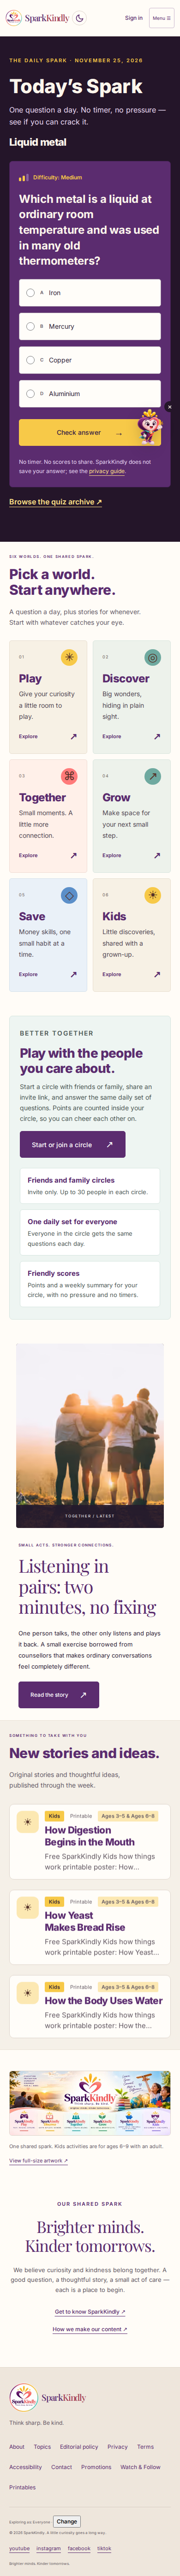 SparkKindly
Sign in
Menu ☰
THE DAILY SPARK · NOVEMBER 25, 2026
Today’s Spark
One question a day. No timer, no pressure —
see if you can crack it.
Liquid metal
Difficulty: Medium
Which metal is a liquid at
ordinary room
temperature and was used
in many old
thermometers?
A Iron
B Mercury
C Copper
D Aluminium
Check answer →
×
No timer. No scores to share. SparkKindly does not
save your answer; see the privacy guide.
Browse the quiz archive ↗
SIX WORLDS. ONE SHARED SPARK.
Pick a world.
Start anywhere.
A question a day, plus stories for whenever.
Start with whatever catches your eye.
01
Play
Give your curiosity
a little room to
play.
Explore ↗
02
Discover
Big wonders,
hiding in plain
sight.
Explore ↗
03
Together
Small moments. A
little more
connection.
Explore ↗
04
Grow
Make space for
your next small
step.
Explore ↗
05
Save
Money skills, one
small habit at a
time.
Explore ↗
06
Kids
Little discoveries,
shared with a
grown-up.
Explore ↗
BETTER TOGETHER
Play with the people
you care about.
Start a circle with friends or family, share an
invite link, and answer the same daily set of
questions. Points are counted inside your
circle, so you can cheer each other on.
Start or join a circle ↗
Friends and family circles
Invite only. Up to 30 people in each circle.
One daily set for everyone
Everyone in the circle gets the same
questions each day.
Friendly scores
Points and a weekly summary for your
circle, with no pressure and no timers.
TOGETHER / LATEST
SMALL ACTS. STRONGER CONNECTIONS.
Listening in
pairs: two
minutes, no fixing
One person talks, the other only listens and plays
it back. A small exercise borrowed from
counsellors that makes ordinary conversations
feel completely different.
Read the story ↗
SOMETHING TO TAKE WITH YOU
New stories and ideas.
Original stories and thoughtful ideas,
published through the week.
Kids Printable Ages 3–5 & Ages 6–8
How Digestion
Begins in the Mouth
Free SparkKindly Kids how things
work printable poster: How...
Kids Printable Ages 3–5 & Ages 6–8
How Yeast
Makes Bread Rise
Free SparkKindly Kids how things
work printable poster: How Yeast...
Kids Printable Ages 3–5 & Ages 6–8
How the Body Uses Water
Free SparkKindly Kids how things
work printable poster: How the...
SparkKindly
One shared spark. Kids activities are for ages 6–9 with an adult.
View full-size artwork ↗
OUR SHARED SPARK
Brighter minds.
Kinder tomorrows.
We believe curiosity and kindness belong together. A
good question, a thoughtful story, a small act of care —
each is a place to begin.
Get to know SparkKindly ↗
How we make our content ↗
SparkKindly
Think sharp. Be kind.
About Topics Editorial policy Privacy Terms
Accessibility Contact Promotions Watch & Follow
Printables
Exploring as Everyone Change
© 2026 SparkKindly. A little curiosity goes a long way.
youtube instagram facebook tiktok
Brighter minds. Kinder tomorrows.